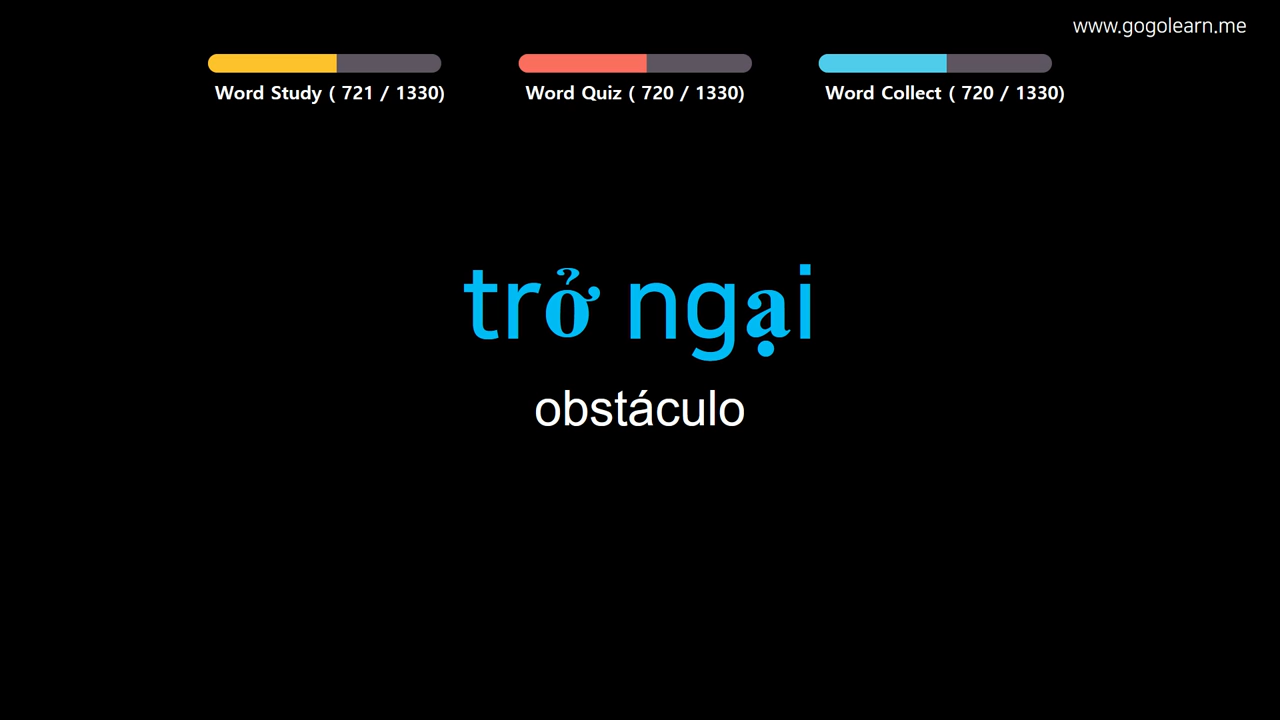 www.gogolearn.me
Word Study ( 721 / 1330)
Word Quiz ( 720 / 1330)
Word Collect ( 720 / 1330)
trở ngại
obstáculo